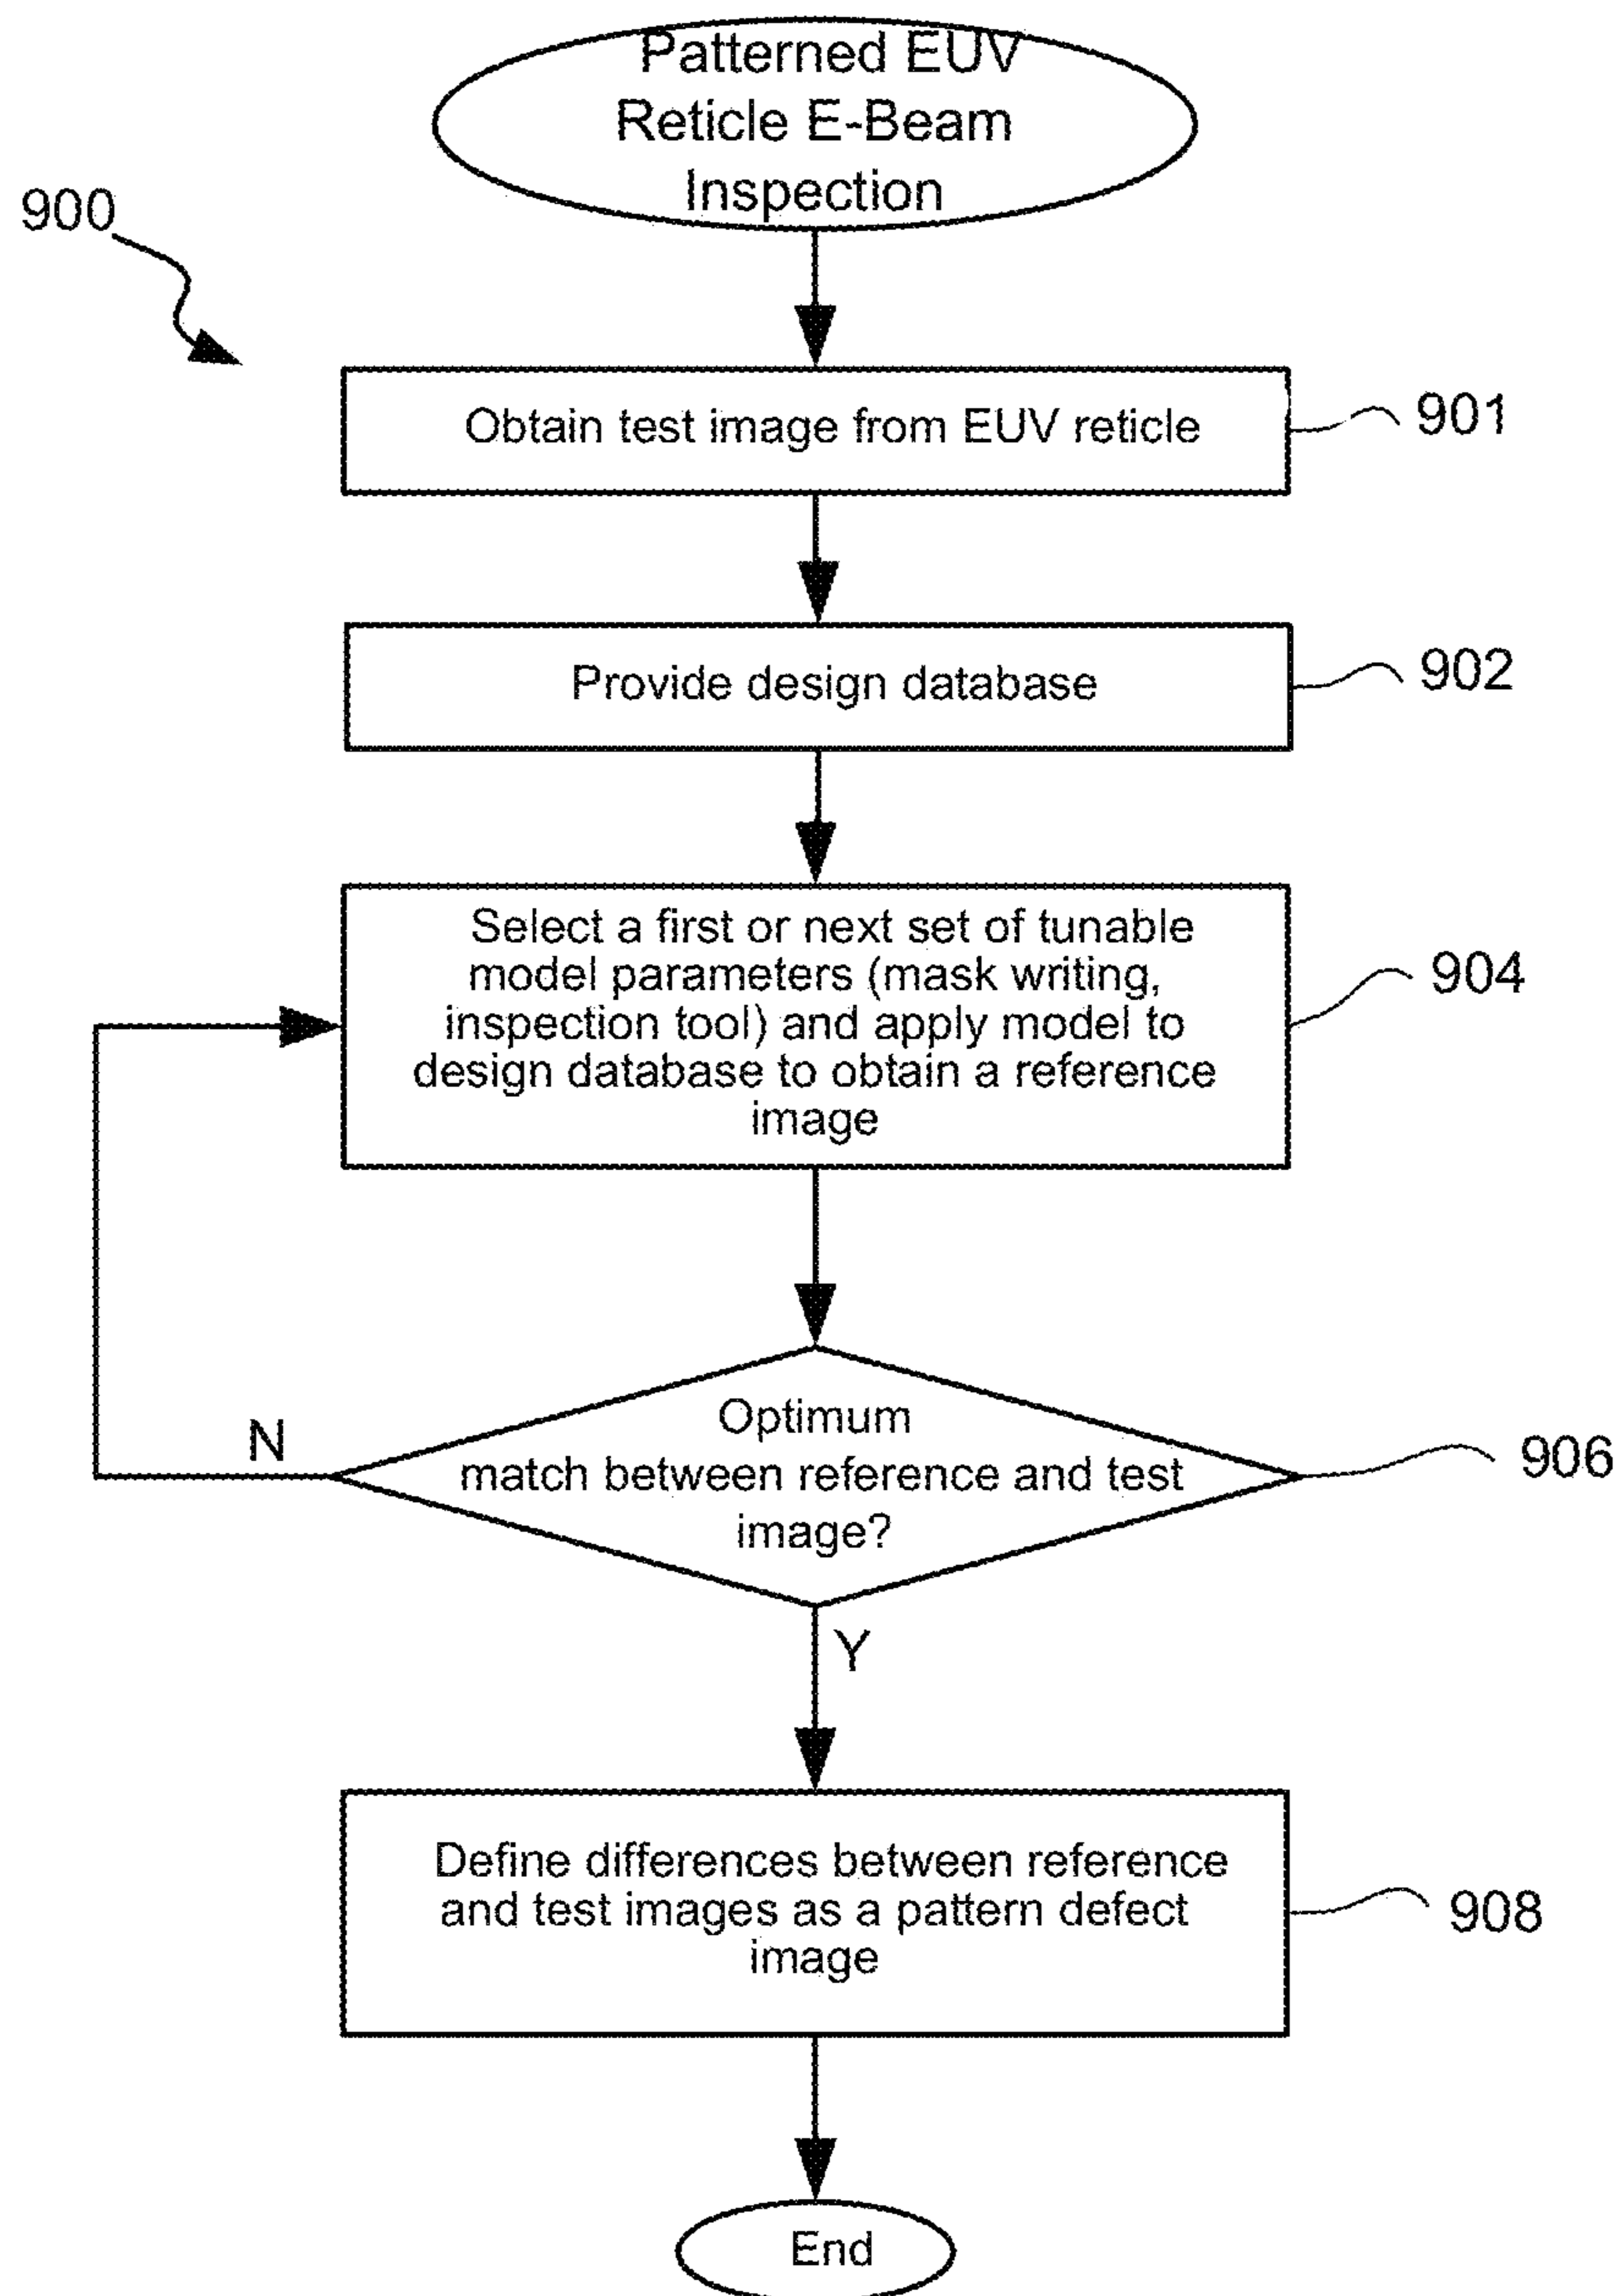 Patterned EUV
Reticle E-Beam
Inspection
900
Obtain test image from EUV reticle
901
Provide design database
902
Select a first or next set of tunable
model parameters (mask writing,
inspection tool) and apply model to
design database to obtain a reference
image
904
Optimum
match between reference and test
image?
906
N
Y
Define differences between reference
and test images as a pattern defect
image
908
End